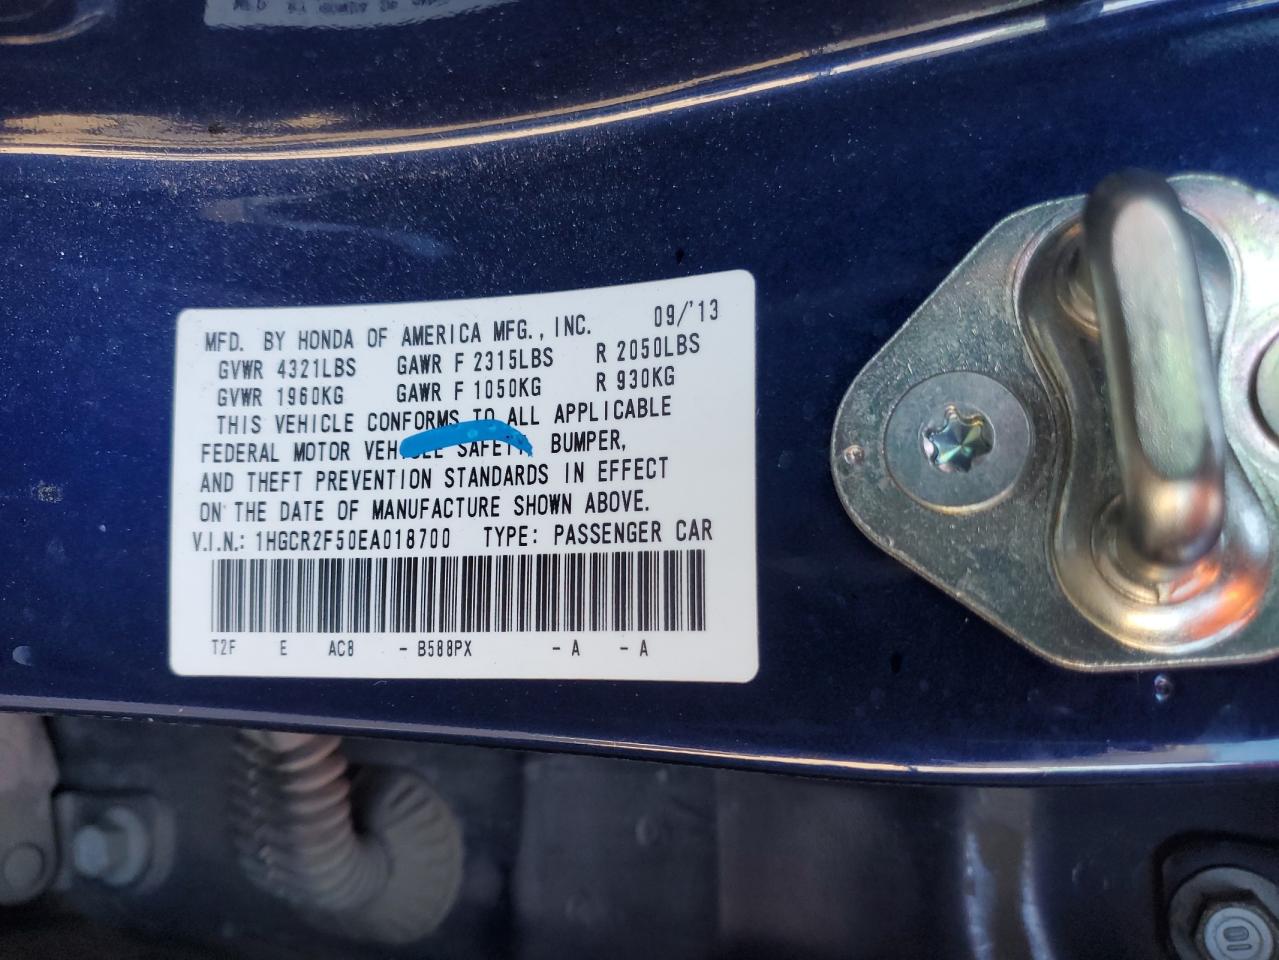 MFD. BY HONDA OF AMERICA MFG., INC. 09/'13
GVWR 4321LBS GAWR F 2315LBS R 2050LBS
GVWR 1960KG GAWR F 1050KG R 930KG
THIS VEHICLE CONFORMS TO ALL APPLICABLE
FEDERAL MOTOR VEHICLE SAFETY BUMPER,
AND THEFT PREVENTION STANDARDS IN EFFECT
ON THE DATE OF MANUFACTURE SHOWN ABOVE.
V.I.N.: 1HGCR2F50EA018700 TYPE: PASSENGER CAR
T2F E AC8 - B588PX - A - A